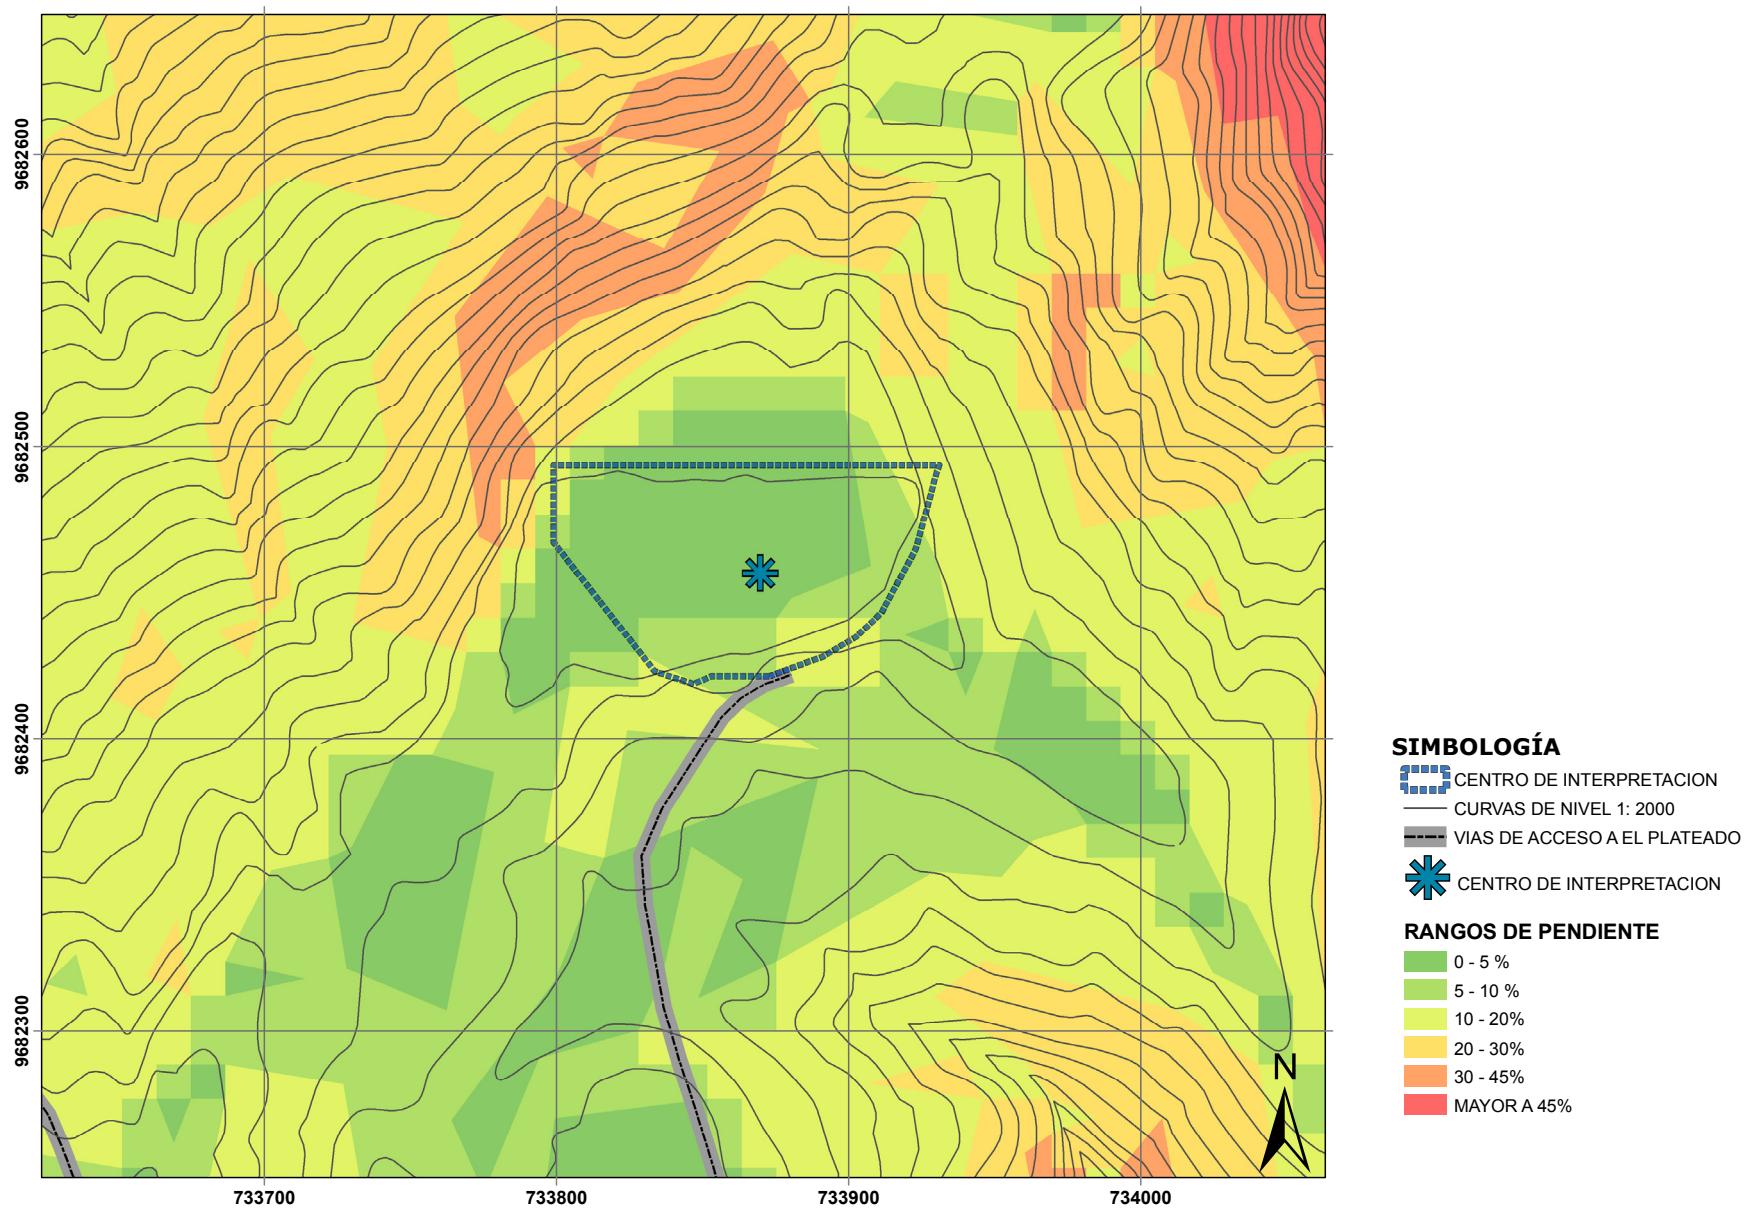 9682600
9682500
9682400
9682300
733700
733800
733900
734000
N
SIMBOLOGÍA
CENTRO DE INTERPRETACION
CURVAS DE NIVEL 1: 2000
VIAS DE ACCESO A EL PLATEADO
CENTRO DE INTERPRETACION
RANGOS DE PENDIENTE
0 - 5 %
5 - 10 %
10 - 20%
20 - 30%
30 - 45%
MAYOR A 45%